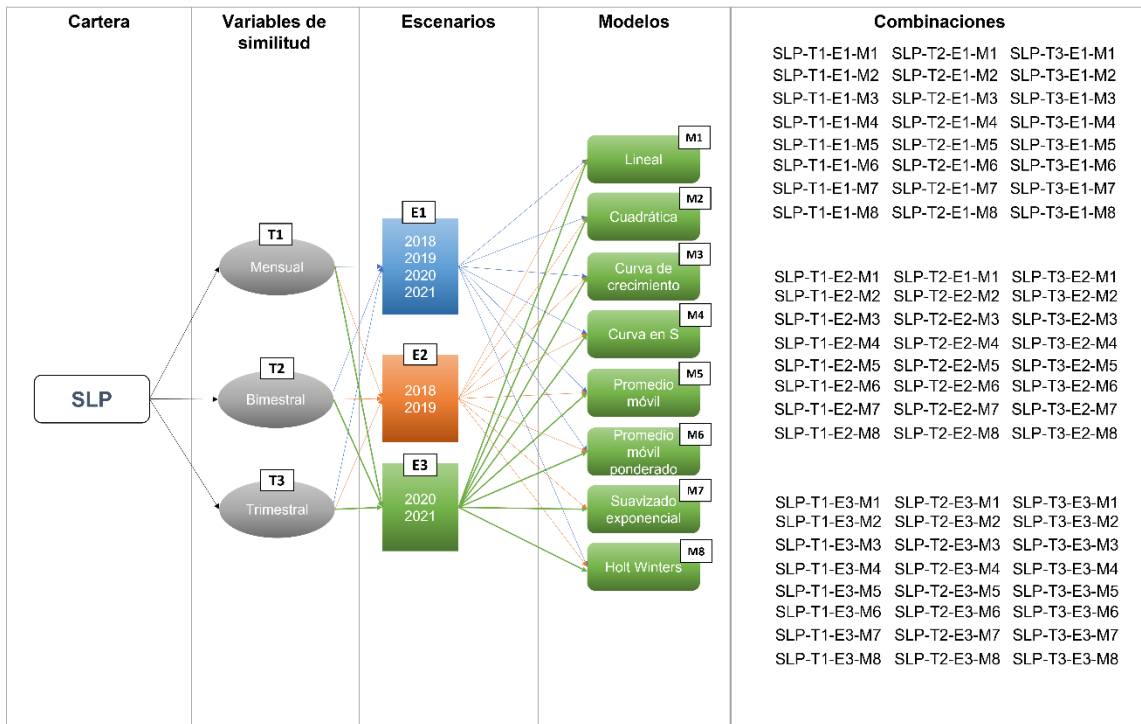 Cartera
Variables de
similitud
Escenarios
Modelos
Combinaciones
SLP
T1
Mensual
T2
Bimestral
T3
Trimestral
E1
2018
2019
2020
2021
E2
2018
2019
E3
2020
2021
M1
Lineal
M2
Cuadrática
M3
Curva de
crecimiento
M4
Curva en S
M5
Promedio
móvil
M6
Promedio
móvil
ponderado
M7
Suavizado
exponencial
M8
Holt Winters
SLP-T1-E1-M1 SLP-T2-E1-M1 SLP-T3-E1-M1
SLP-T1-E1-M2 SLP-T2-E1-M2 SLP-T3-E1-M2
SLP-T1-E1-M3 SLP-T2-E1-M3 SLP-T3-E1-M3
SLP-T1-E1-M4 SLP-T2-E1-M4 SLP-T3-E1-M4
SLP-T1-E1-M5 SLP-T2-E1-M5 SLP-T3-E1-M5
SLP-T1-E1-M6 SLP-T2-E1-M6 SLP-T3-E1-M6
SLP-T1-E1-M7 SLP-T2-E1-M7 SLP-T3-E1-M7
SLP-T1-E1-M8 SLP-T2-E1-M8 SLP-T3-E1-M8
SLP-T1-E2-M1 SLP-T2-E1-M1 SLP-T3-E2-M1
SLP-T1-E2-M2 SLP-T2-E2-M2 SLP-T3-E2-M2
SLP-T1-E2-M3 SLP-T2-E2-M3 SLP-T3-E2-M3
SLP-T1-E2-M4 SLP-T2-E2-M4 SLP-T3-E2-M4
SLP-T1-E2-M5 SLP-T2-E2-M5 SLP-T3-E2-M5
SLP-T1-E2-M6 SLP-T2-E2-M6 SLP-T3-E2-M6
SLP-T1-E2-M7 SLP-T2-E2-M7 SLP-T3-E2-M7
SLP-T1-E2-M8 SLP-T2-E2-M8 SLP-T3-E2-M8
SLP-T1-E3-M1 SLP-T2-E3-M1 SLP-T3-E3-M1
SLP-T1-E3-M2 SLP-T2-E3-M2 SLP-T3-E3-M2
SLP-T1-E3-M3 SLP-T2-E3-M3 SLP-T3-E3-M3
SLP-T1-E3-M4 SLP-T2-E3-M4 SLP-T3-E3-M4
SLP-T1-E3-M5 SLP-T2-E3-M5 SLP-T3-E3-M5
SLP-T1-E3-M6 SLP-T2-E3-M6 SLP-T3-E3-M6
SLP-T1-E3-M7 SLP-T2-E3-M7 SLP-T3-E3-M7
SLP-T1-E3-M8 SLP-T2-E3-M8 SLP-T3-E3-M8